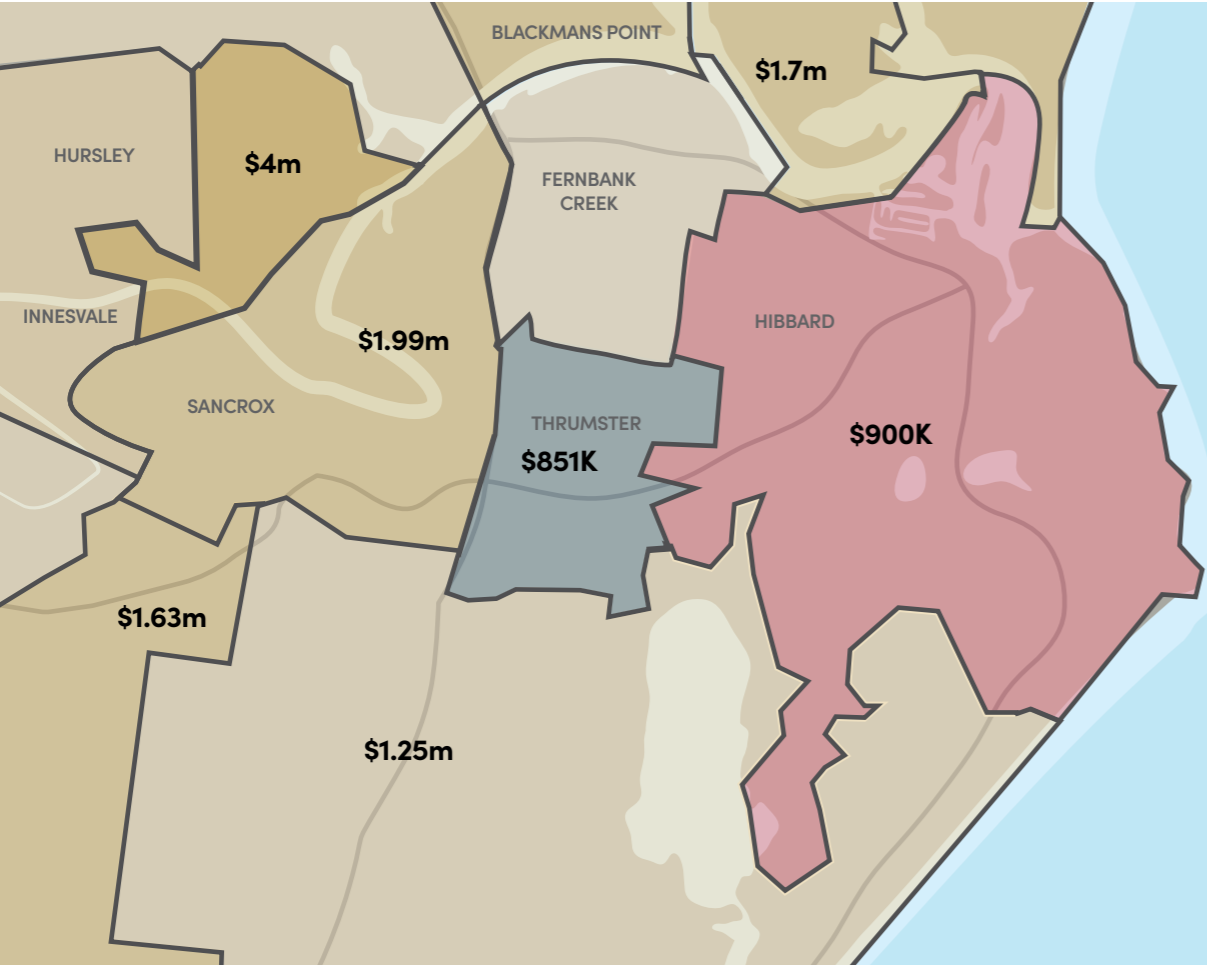 BLACKMANS POINT
$1.7m
HURSLEY
$4m
FERNBANK
CREEK
INNESVALE
$1.99m
HIBBARD
SANCROX
THRUMSTER
$851K
$900K
$1.63m
$1.25m